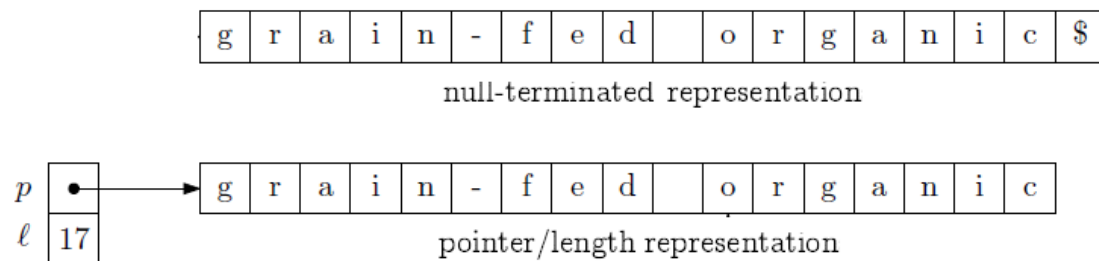 g r a i n - f e d o r g a n i c $
null-terminated representation
p g r a i n - f e d o r g a n i c
ℓ 17
pointer/length representation